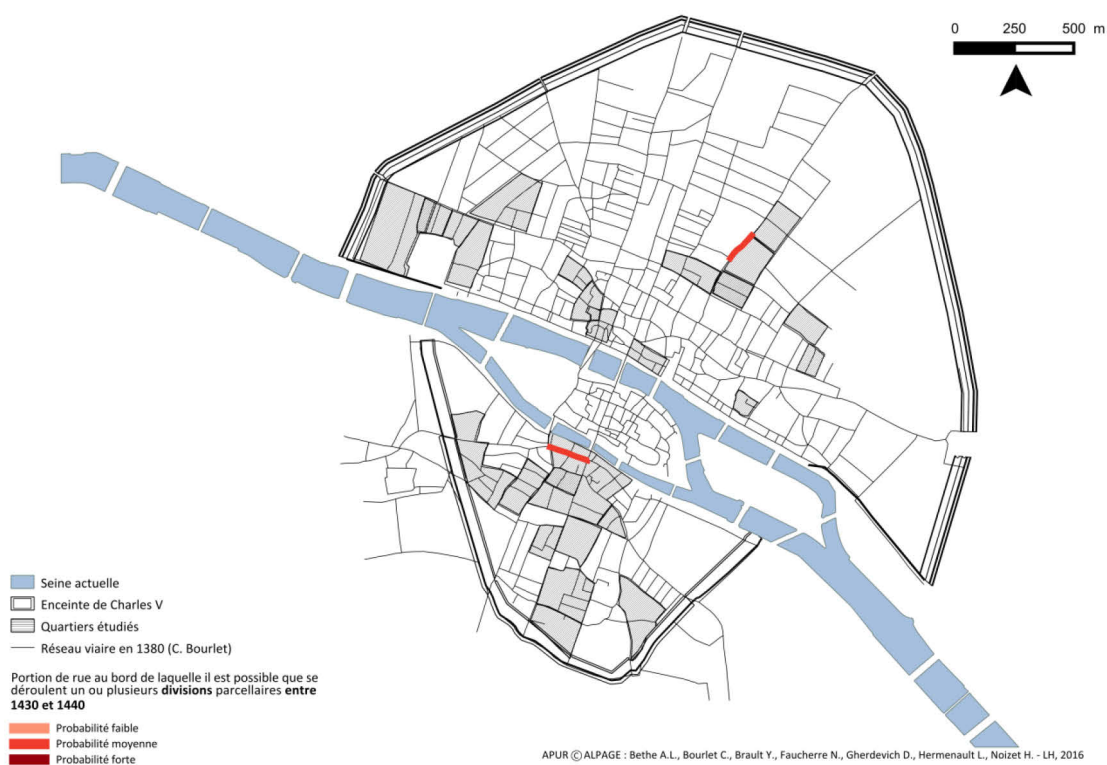 0 250 500 m
Seine actuelle
Enceinte de Charles V
Quartiers étudiés
Réseau viaire en 1380 (C. Bourlet)
Portion de rue au bord de laquelle il est possible que se
déroulent un ou plusieurs divisions parcellaires entre
1430 et 1440
Probabilité faible
Probabilité moyenne
Probabilité forte
APUR © ALPAGE : Bethe A.L., Bourlet C., Brault Y., Faucherre N., Gherdevich D., Hermenault L., Noizet H. - LH, 2016